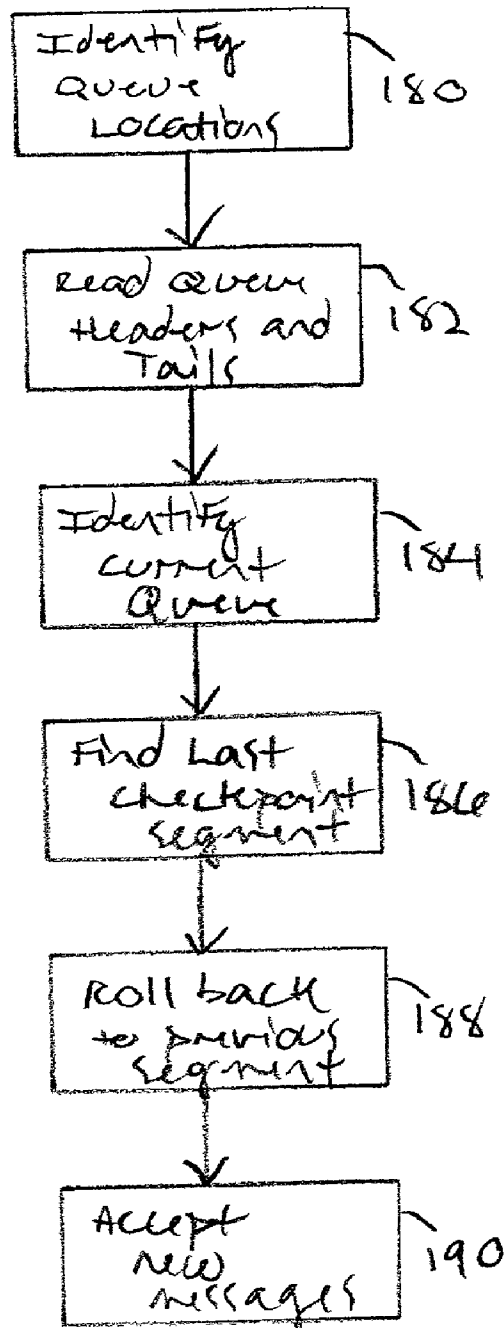 Identify
Queue
Locations
180
Read Queue
Headers and
Tails
182
Identify
current
Queue
184
Find Last
checkpoint
segment
186
Roll back
to previous
segment
188
Accept
new
messages
190